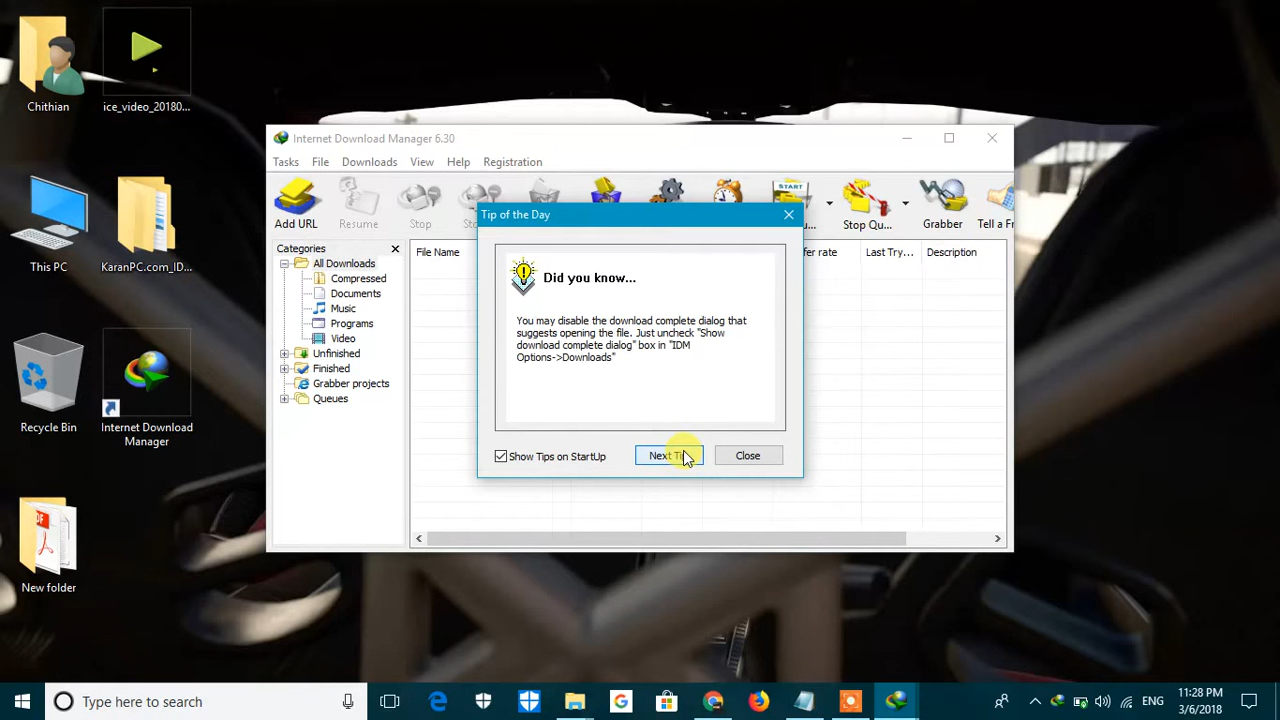 Chithian
ice_video_20180...
This PC
KaranPC.com_ID...
Recycle Bin
Internet Download
Manager
New folder
Internet Download Manager 6.30
Tasks File Downloads View Help Registration
Add URL Resume Stop Stop Qu... Grabber Tell a Fr
START
Categories
All Downloads
Compressed
Documents
Music
Programs
Video
Unfinished
Finished
Grabber projects
Queues
File Name Last Try... Description
Tip of the Day
Did you know...
You may disable the download complete dialog that
suggests opening the file. Just uncheck "Show
download complete dialog" box in "IDM
Options->Downloads"
Show Tips on StartUp
Next Close
Type here to search
ENG
11:28 PM
3/6/2018